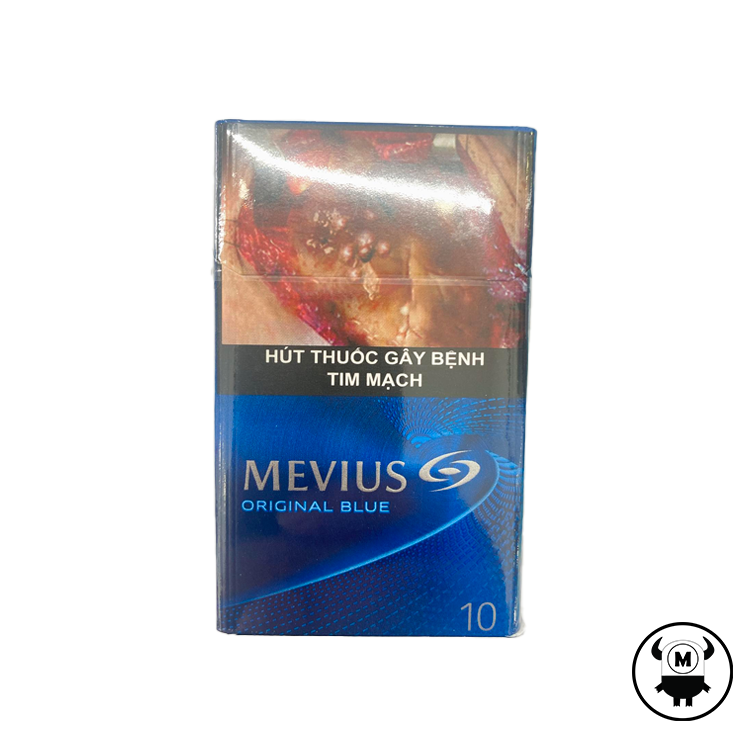 HÚT THUỐC GÂY BỆNH
TIM MẠCH
MEVIUS
ORIGINAL BLUE
10
M